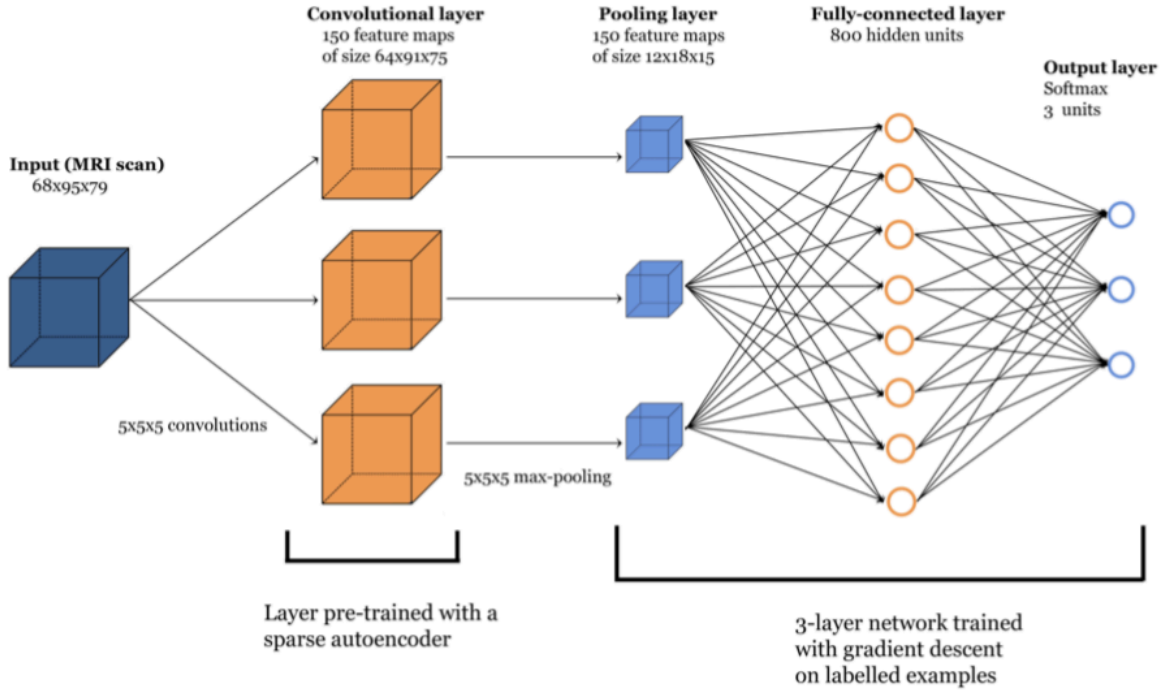 Convolutional layer
150 feature maps
of size 64x91x75
Pooling layer
150 feature maps
of size 12x18x15
Fully-connected layer
800 hidden units
Output layer
Softmax
3 units
Input (MRI scan)
68x95x79
5x5x5 convolutions
5x5x5 max-pooling
Layer pre-trained with a
sparse autoencoder
3-layer network trained
with gradient descent
on labelled examples